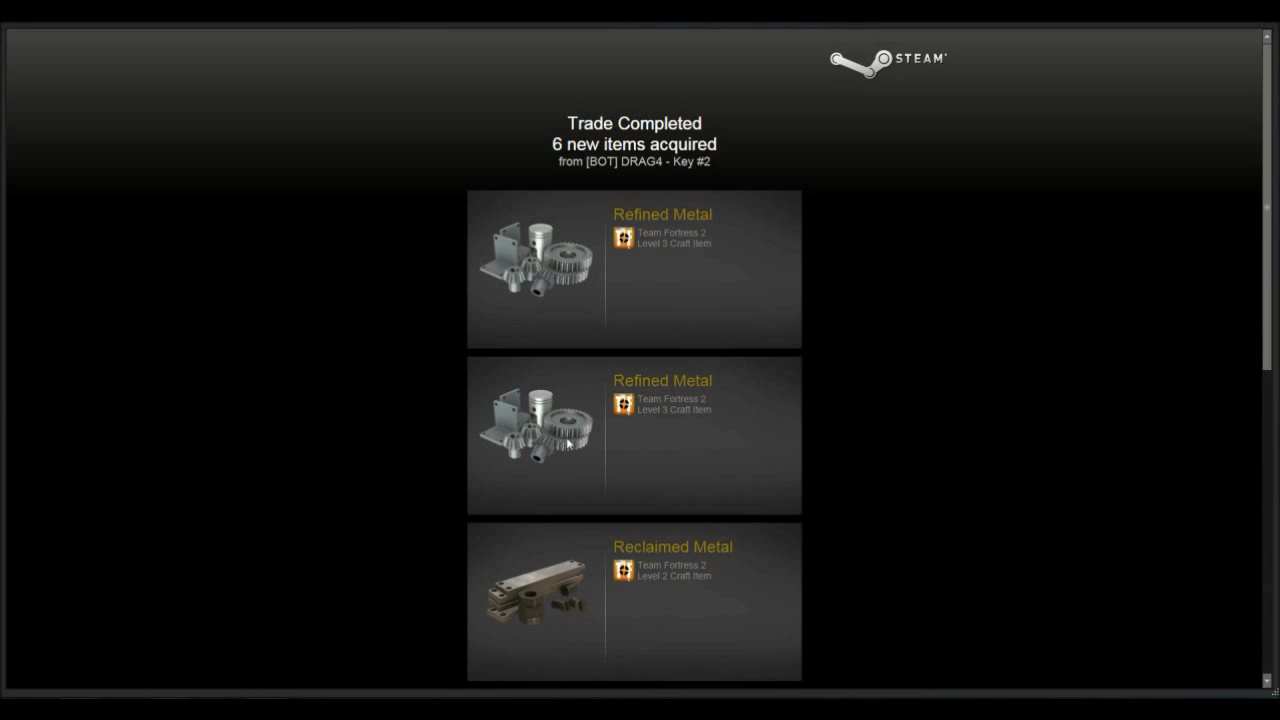 STEAM
Trade Completed
6 new items acquired
from [BOT] DRAG4 - Key #2
Refined Metal
Team Fortress 2
Level 3 Craft Item
Refined Metal
Team Fortress 2
Level 3 Craft Item
Reclaimed Metal
Team Fortress 2
Level 2 Craft Item